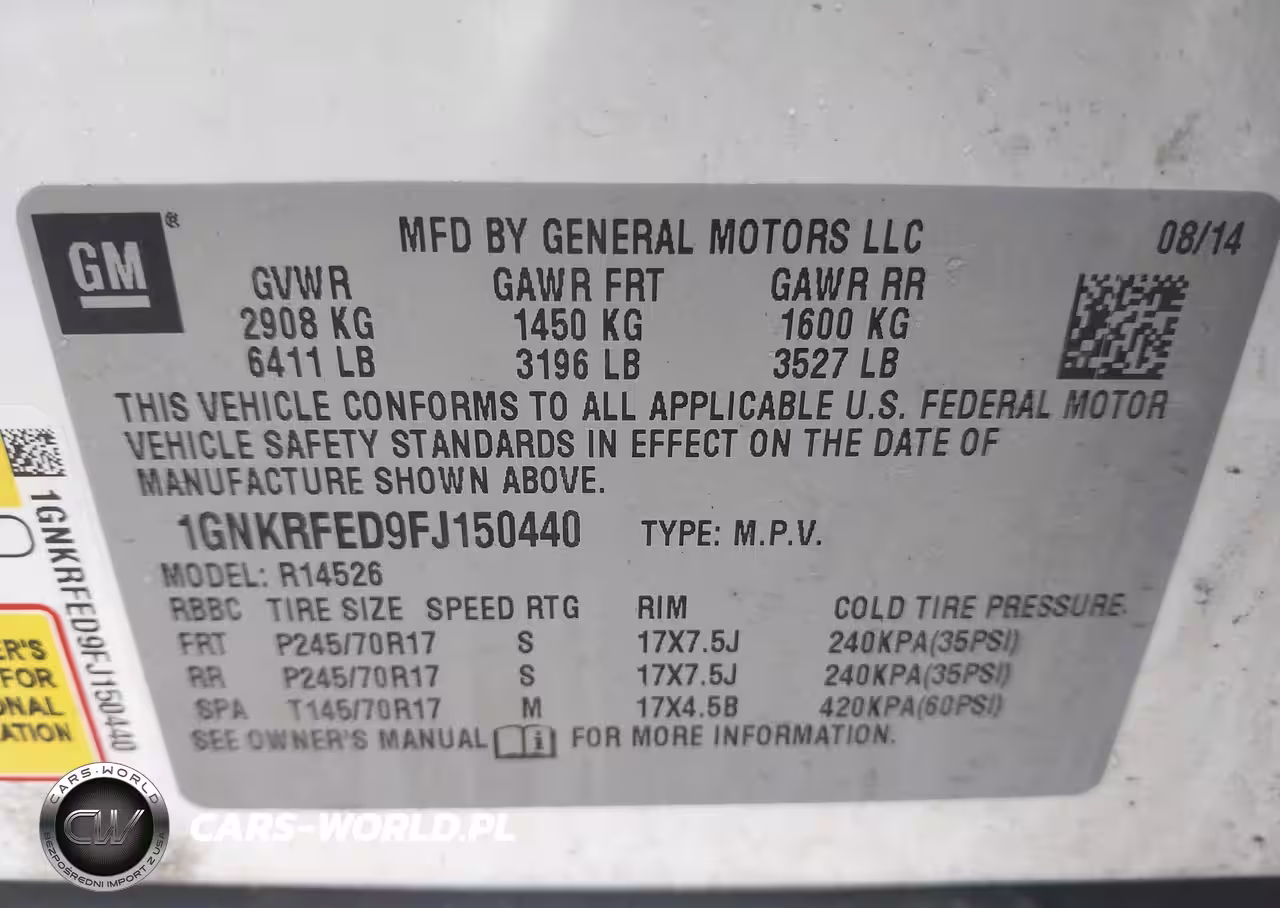 GM ®
MFD BY GENERAL MOTORS LLC 08/14
GVWR GAWR FRT GAWR RR
2908 KG 1450 KG 1600 KG
6411 LB 3196 LB 3527 LB
THIS VEHICLE CONFORMS TO ALL APPLICABLE U.S. FEDERAL MOTOR
VEHICLE SAFETY STANDARDS IN EFFECT ON THE DATE OF
MANUFACTURE SHOWN ABOVE.
1GNKRFED9FJ150440 TYPE: M.P.V.
MODEL: R14526
RBBC TIRE SIZE SPEED RTG RIM COLD TIRE PRESSURE
FRT P245/70R17 S 17X7.5J 240KPA(35PSI)
RR P245/70R17 S 17X7.5J 240KPA(35PSI)
SPA T145/70R17 M 17X4.5B 420KPA(60PSI)
SEE OWNER'S MANUAL i FOR MORE INFORMATION.
1GNKRFED9FJ150440
ER'S
FOR
ONAL
ATION
CARS-WORLD
CW
BEZPOŚREDNI IMPORT Z USA
CARS-WORLD.PL